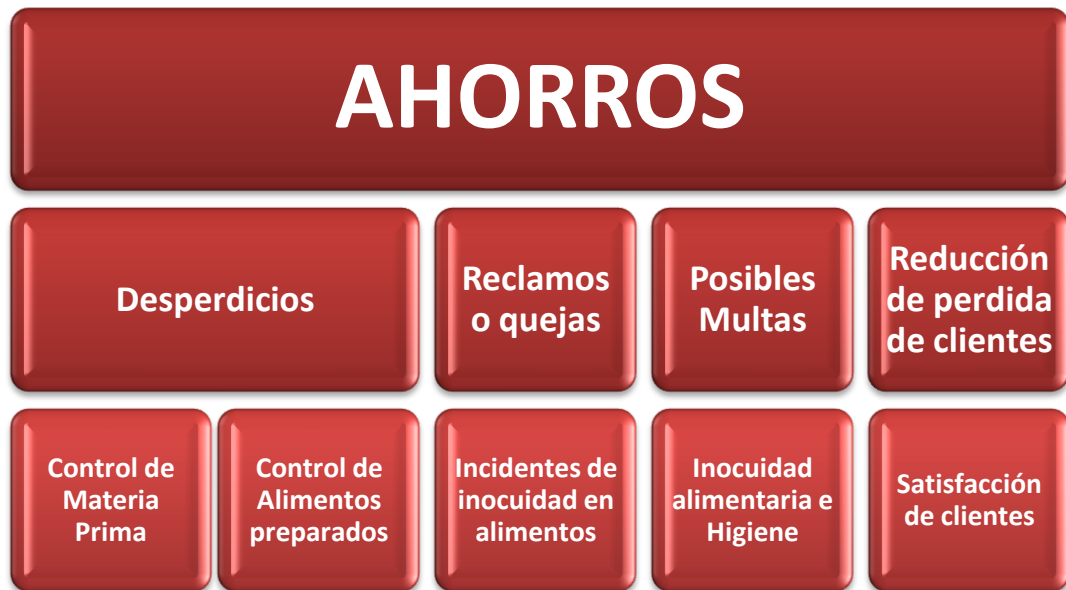 AHORROS
Desperdicios
Reclamos
o quejas
Posibles
Multas
Reducción
de perdida
de clientes
Control de
Materia
Prima
Control de
Alimentos
preparados
Incidentes de
inocuidad en
alimentos
Inocuidad
alimentaria e
Higiene
Satisfacción
de clientes